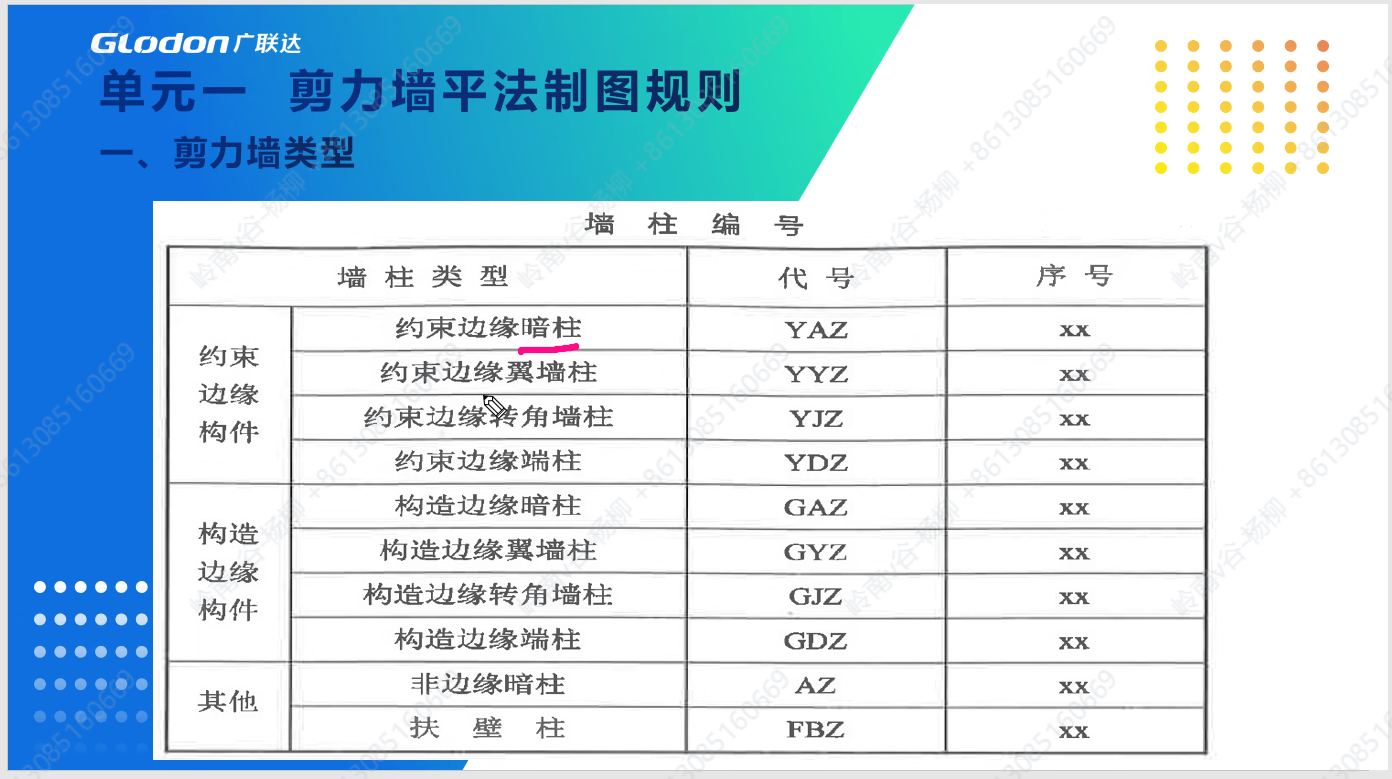 Glodon广联达
单元一 剪力墙平法制图规则
一、剪力墙类型
墙 柱 编 号
墙 柱 类 型 代 号 序 号
约束边缘构件
约束边缘暗柱 YAZ xx
约束边缘翼墙柱 YYZ xx
约束边缘转角墙柱 YJZ xx
约束边缘端柱 YDZ xx
构造边缘构件
构造边缘暗柱 GAZ xx
构造边缘翼墙柱 GYZ xx
构造边缘转角墙柱 GJZ xx
构造边缘端柱 GDZ xx
其他
非边缘暗柱 AZ xx
扶 壁 柱 FBZ xx
岭南v谷-杨柳 +8613085160669